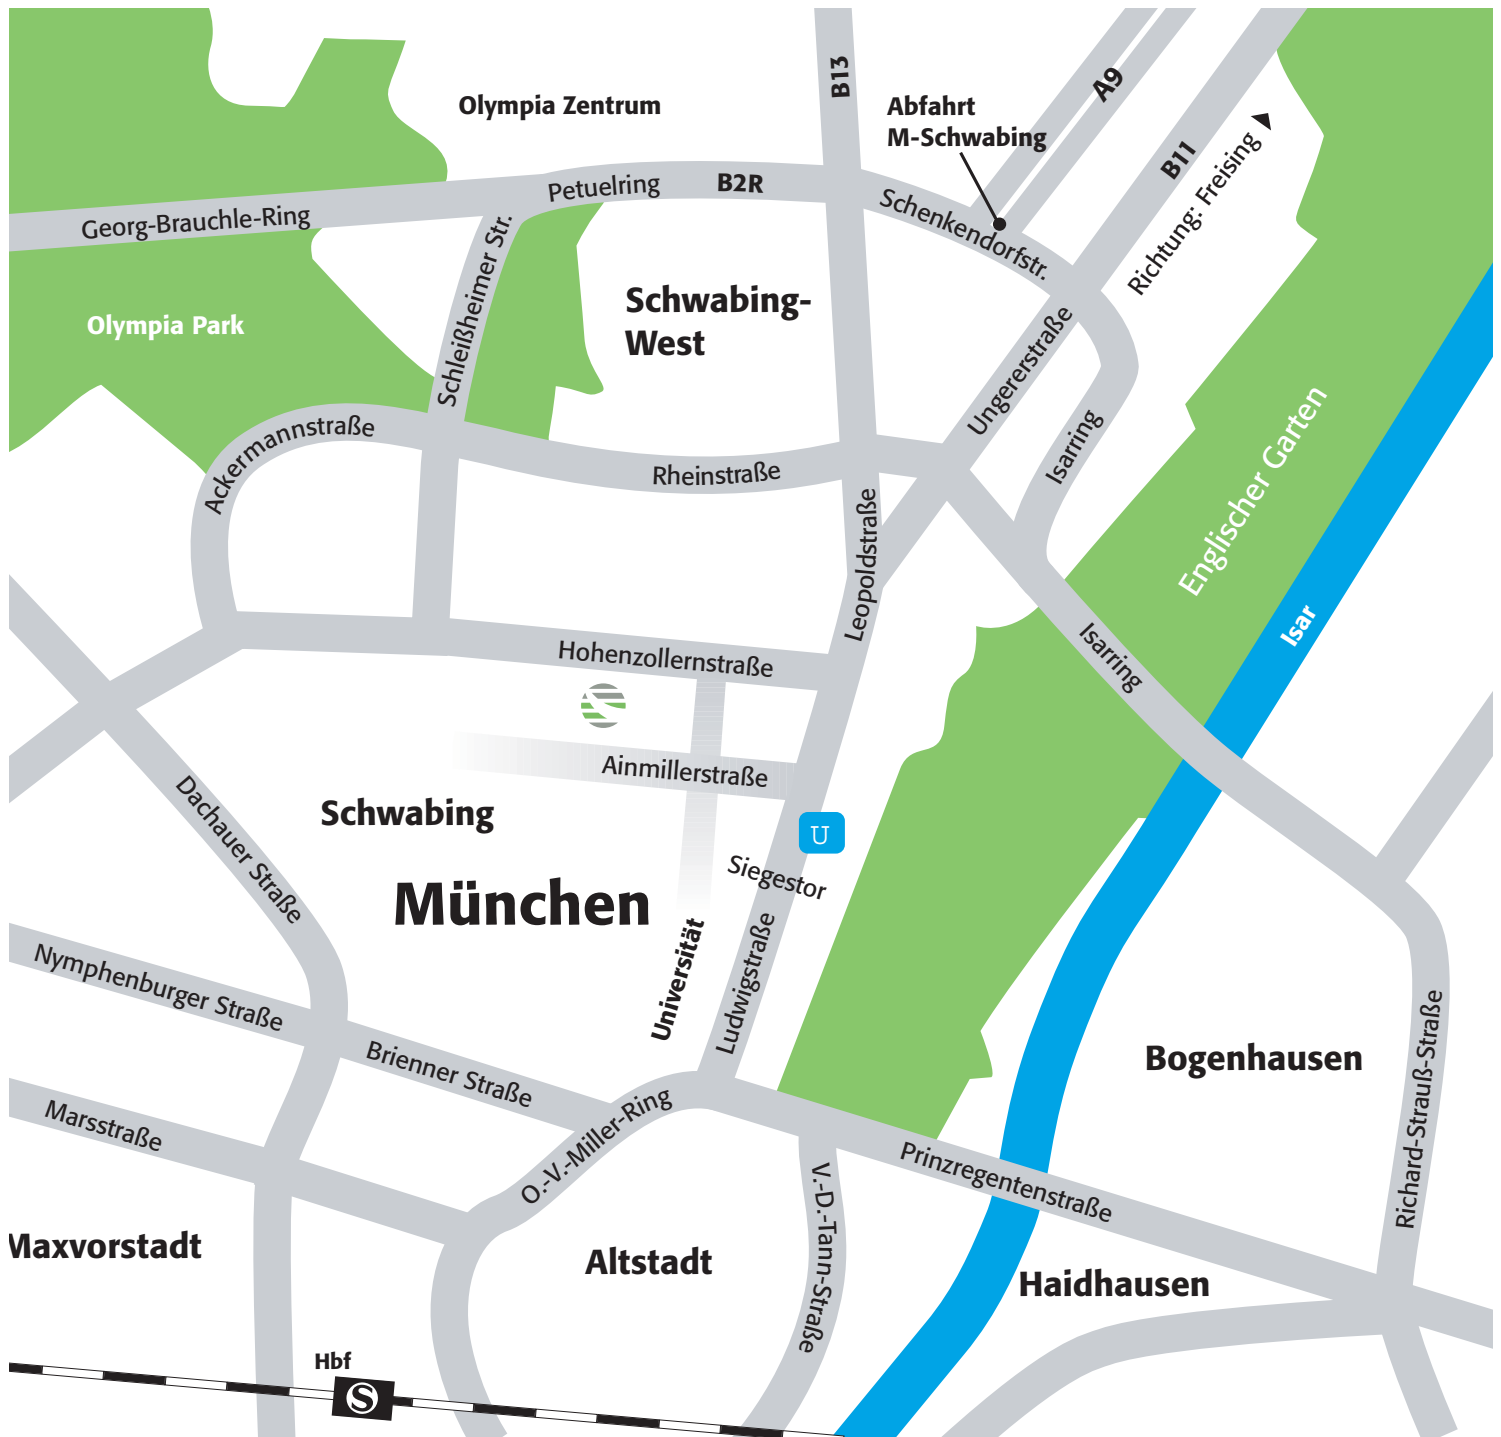 B13
A9
Olympia Zentrum
Abfahrt
M-Schwabing
B11
Richtung: Freising
Petuelring
B2R
Georg-Brauchle-Ring
Schenkendorfstr.
Schleißheimer Str.
Olympia Park
Schwabing-
West
Ungererstraße
Ackermannstraße
Rheinstraße
Isarring
Englischer Garten
Leopoldstraße
Isar
Hohenzollernstraße
Isarring
Ainmillerstraße
Schwabing
Dachauer Straße
U
Siegestor
München
Universität
Ludwigstraße
Nymphenburger Straße
Brienner Straße
Bogenhausen
Richard-Strauß-Straße
Marsstraße
O.-V.-Miller-Ring
Prinzregentenstraße
V.-D.-Tann-Straße
Maxvorstadt
Altstadt
Haidhausen
Hbf
S